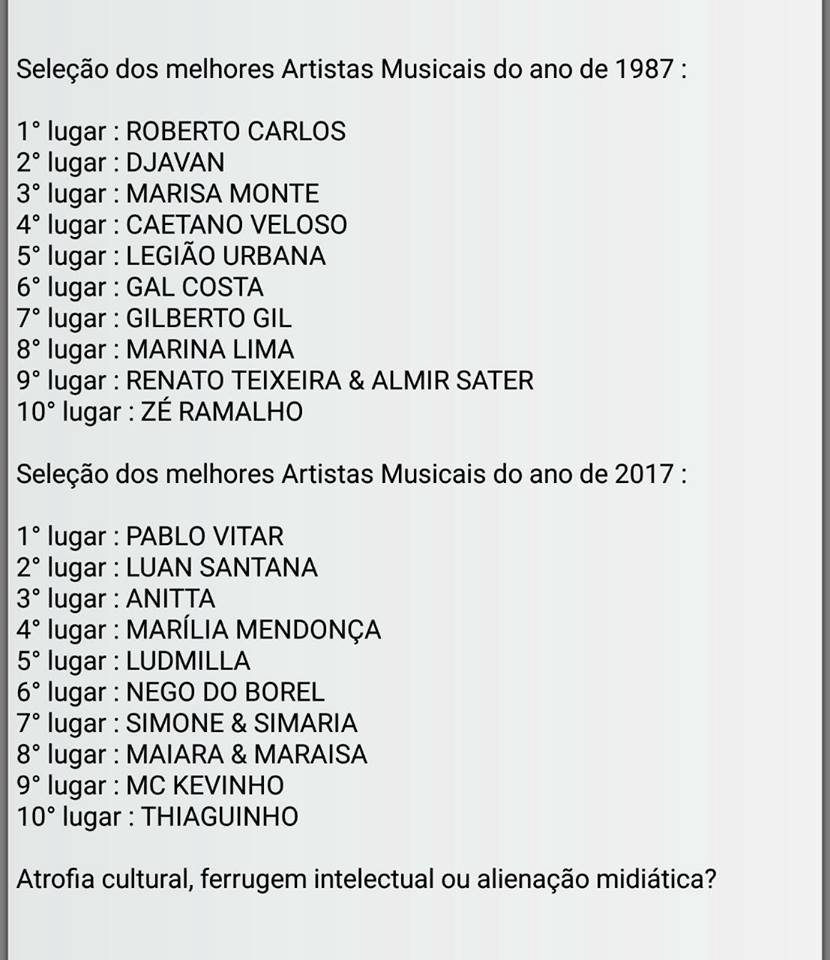 Seleção dos melhores Artistas Musicais do ano de 1987 :
1° lugar : ROBERTO CARLOS
2° lugar : DJAVAN
3° lugar : MARISA MONTE
4° lugar : CAETANO VELOSO
5° lugar : LEGIÃO URBANA
6° lugar : GAL COSTA
7° lugar : GILBERTO GIL
8° lugar : MARINA LIMA
9° lugar : RENATO TEIXEIRA & ALMIR SATER
10° lugar : ZÉ RAMALHO
Seleção dos melhores Artistas Musicais do ano de 2017 :
1° lugar : PABLO VITAR
2° lugar : LUAN SANTANA
3° lugar : ANITTA
4° lugar : MARÍLIA MENDONÇA
5° lugar : LUDMILLA
6° lugar : NEGO DO BOREL
7° lugar : SIMONE & SIMARIA
8° lugar : MAIARA & MARAISA
9° lugar : MC KEVINHO
10° lugar : THIAGUINHO
Atrofia cultural, ferrugem intelectual ou alienação midiática?